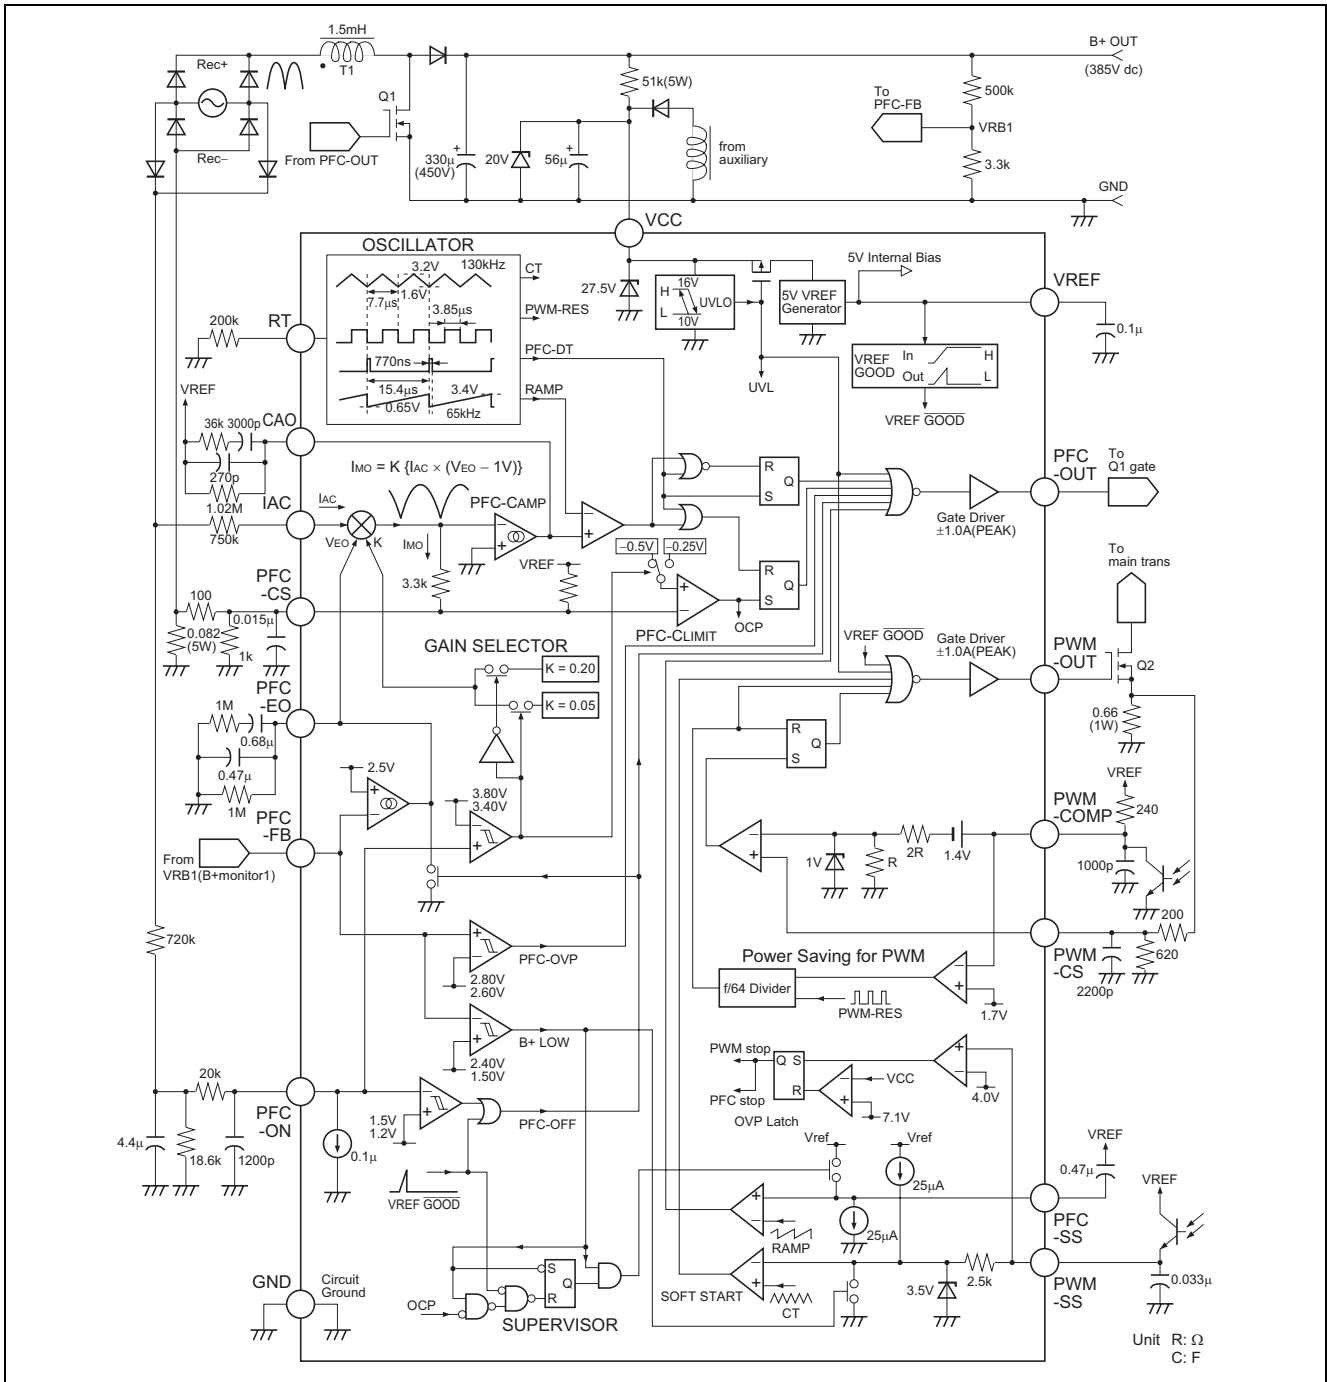 1.5mH
T1
Rec+
Rec−
Q1
From PFC-OUT
330µ
(450V)
+
20V
56µ
+
51k(5W)
from
auxiliary
To
PFC-FB
500k
VRB1
3.3k
B+ OUT
(385V dc)
GND
VCC
OSCILLATOR
3.2V
130kHz
1.6V
7.7µs
3.85µs
770ns
15.4µs
3.4V
0.65V
65kHz
CT
PWM-RES
PFC-DT
RAMP
27.5V
H
L
16V
10V
UVLO
UVL
5V VREF
Generator
5V Internal Bias
VREF
GOOD
In
Out
H
L
VREF GOOD
VREF
0.1µ
200k
RT
VREF
36k 3000p
CAO
270p
1.02M
IAC
750k
IMO = K {IAC × (VEO − 1V)}
IAC
VEO
K
IMO
3.3k
PFC-CAMP
−
+
−
+
−0.5V
−0.25V
VREF
+
−
PFC-CLIMIT
OCP
R
S
Q
R
S
Q
Gate Driver
±1.0A(PEAK)
PFC
-OUT
To
Q1 gate
To
main trans
PFC
-CS
100
0.015µ
0.082
(5W)
1k
GAIN SELECTOR
K = 0.20
K = 0.05
PFC
-EO
1M
0.68µ
0.47µ
1M
2.5V
+
−
3.80V
3.40V
−
+
PFC
-FB
From
VRB1(B+monitor1)
VREF GOOD
Gate Driver
±1.0A(PEAK)
PWM
-OUT
Q2
0.66
(1W)
R
S
Q
VREF
240
PWM
-COMP
1000p
−
+
1V
R
2R
1.4V
200
620
PWM
-CS
2200p
720k
+
−
PFC-OVP
2.80V
2.60V
−
+
B+ LOW
2.40V
1.50V
Power Saving for PWM
f/64 Divider
PWM-RES
−
+
1.7V
PWM stop
PFC stop
Q
S
R
OVP Latch
−
+
VCC
7.1V
+
−
4.0V
20k
PFC
-ON
4.4µ
18.6k
1200p
0.1µ
1.5V
1.2V
−
+
PFC-OFF
VREF GOOD
Vref
Vref
25µA
25µA
+
−
RAMP
VREF
0.47µ
PFC
-SS
VREF
0.033µ
−
+
SOFT START
CT
3.5V
2.5k
PWM
-SS
GND
Circuit
Ground
OCP
S
R
Q
SUPERVISOR
Unit R: Ω
C: F